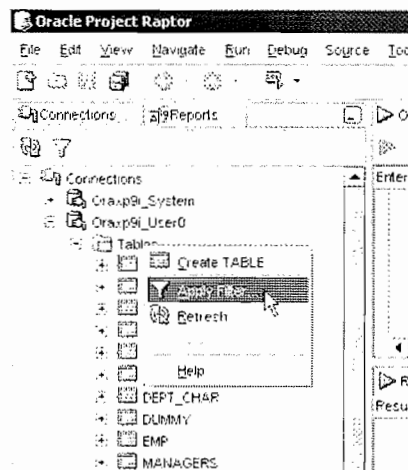 Oracle Project Raptor
File Edit View Navigate Run Debug Source Too
Connections Reports
Connections
Enter
Oraxp9i_System
Oraxp9i_User0
Tables
Create TABLE
Apply Filter
Refresh
Help
DEPT_CHAR
R
DUMMY
Resu
EMP
MANAGERS